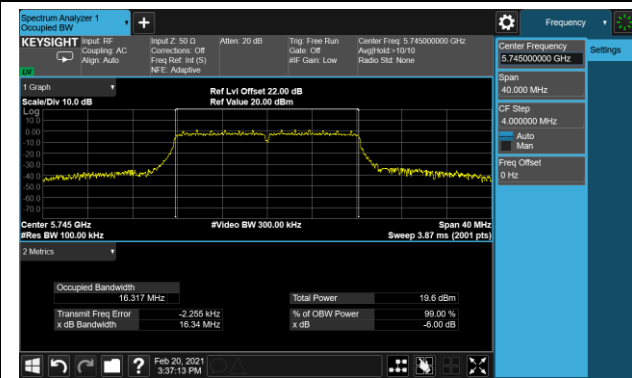 Spectrum Analyzer 1
Occupied BW
Frequency
KEYSIGHT
Input: RF
Coupling: AC
Align: Auto
Input Z: 50 Ω
Corrections: Off
Freq Ref: Int (S)
NFE: Adaptive
Atten: 20 dB
Trig: Free Run
Gate: Off
#IF Gain: Low
Center Freq: 5.745000000 GHz
Avg|Hold:>10/10
Radio Std: None
Center Frequency
5.745000000 GHz
Settings
Span
40.000 MHz
CF Step
4.000000 MHz
Auto
Man
Freq Offset
0 Hz
1 Graph
Scale/Div 10.0 dB
Ref Lvl Offset 22.00 dB
Ref Value 20.00 dBm
Log
10.0
0.00
-10.0
-20.0
-30.0
-40.0
-50.0
-60.0
-70.0
Center 5.745 GHz
#Video BW 300.00 kHz
Span 40 MHz
#Res BW 100.00 kHz
Sweep 3.87 ms (2001 pts)
2 Metrics
Occupied Bandwidth
16.317 MHz
Total Power 19.6 dBm
Transmit Freq Error -2.255 kHz
% of OBW Power 99.00 %
x dB Bandwidth 16.34 MHz
x dB -6.00 dB
Feb 20, 2021
3:37:13 PM